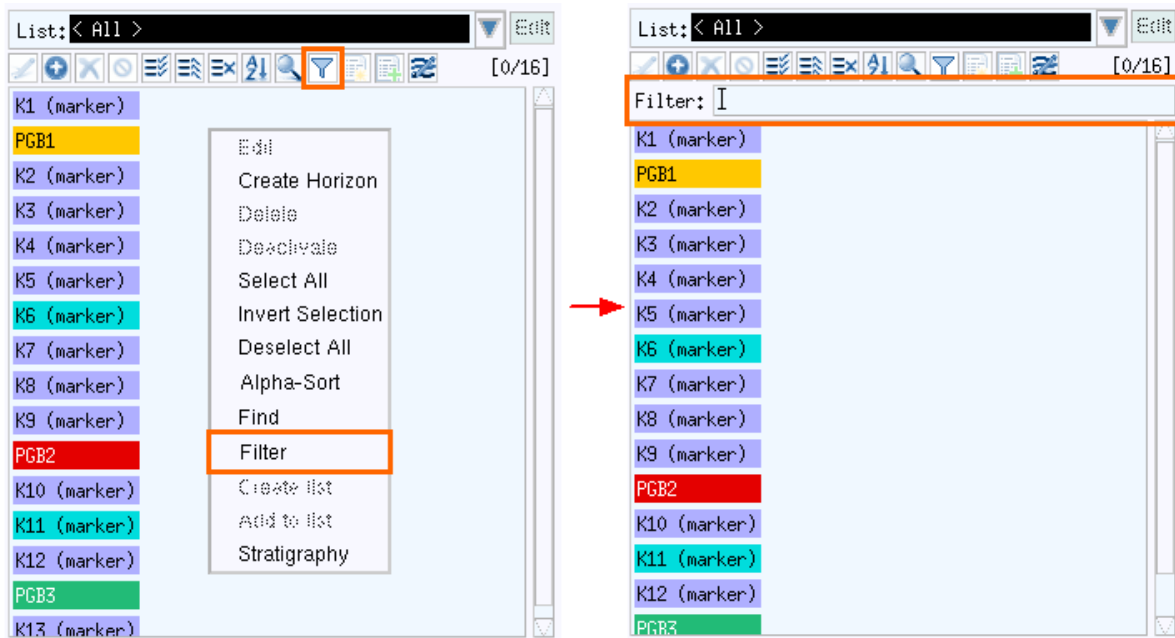 List: < All > Edit
[0/16]
K1 (marker)
PGB1
K2 (marker)
K3 (marker)
K4 (marker)
K5 (marker)
K6 (marker)
K7 (marker)
K8 (marker)
K9 (marker)
PGB2
K10 (marker)
K11 (marker)
K12 (marker)
PGB3
K13 (marker)
Edit
Create Horizon
Delete
Deactivate
Select All
Invert Selection
Deselect All
Alpha-Sort
Find
Filter
Create list
Add to list
Stratigraphy
List: < All > Edit
[0/16]
Filter:
K1 (marker)
PGB1
K2 (marker)
K3 (marker)
K4 (marker)
K5 (marker)
K6 (marker)
K7 (marker)
K8 (marker)
K9 (marker)
PGB2
K10 (marker)
K11 (marker)
K12 (marker)
PGB3